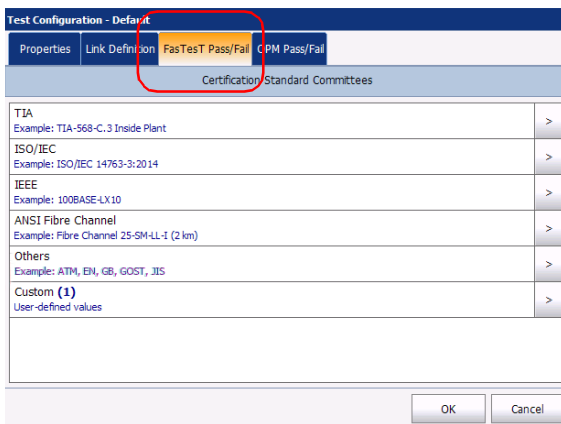 Test Configuration - Default
Properties Link Definition FasTesT Pass/Fail OPM Pass/Fail
Certification Standard Committees
TIA
Example: TIA-568-C.3 Inside Plant
>
ISO/IEC
Example: ISO/IEC 14763-3:2014
>
IEEE
Example: 100BASE-LX10
>
ANSI Fibre Channel
Example: Fibre Channel 25-SM-LL-I (2 km)
>
Others
Example: ATM, EN, GB, GOST, JIS
>
Custom (1)
User-defined values
>
OK Cancel